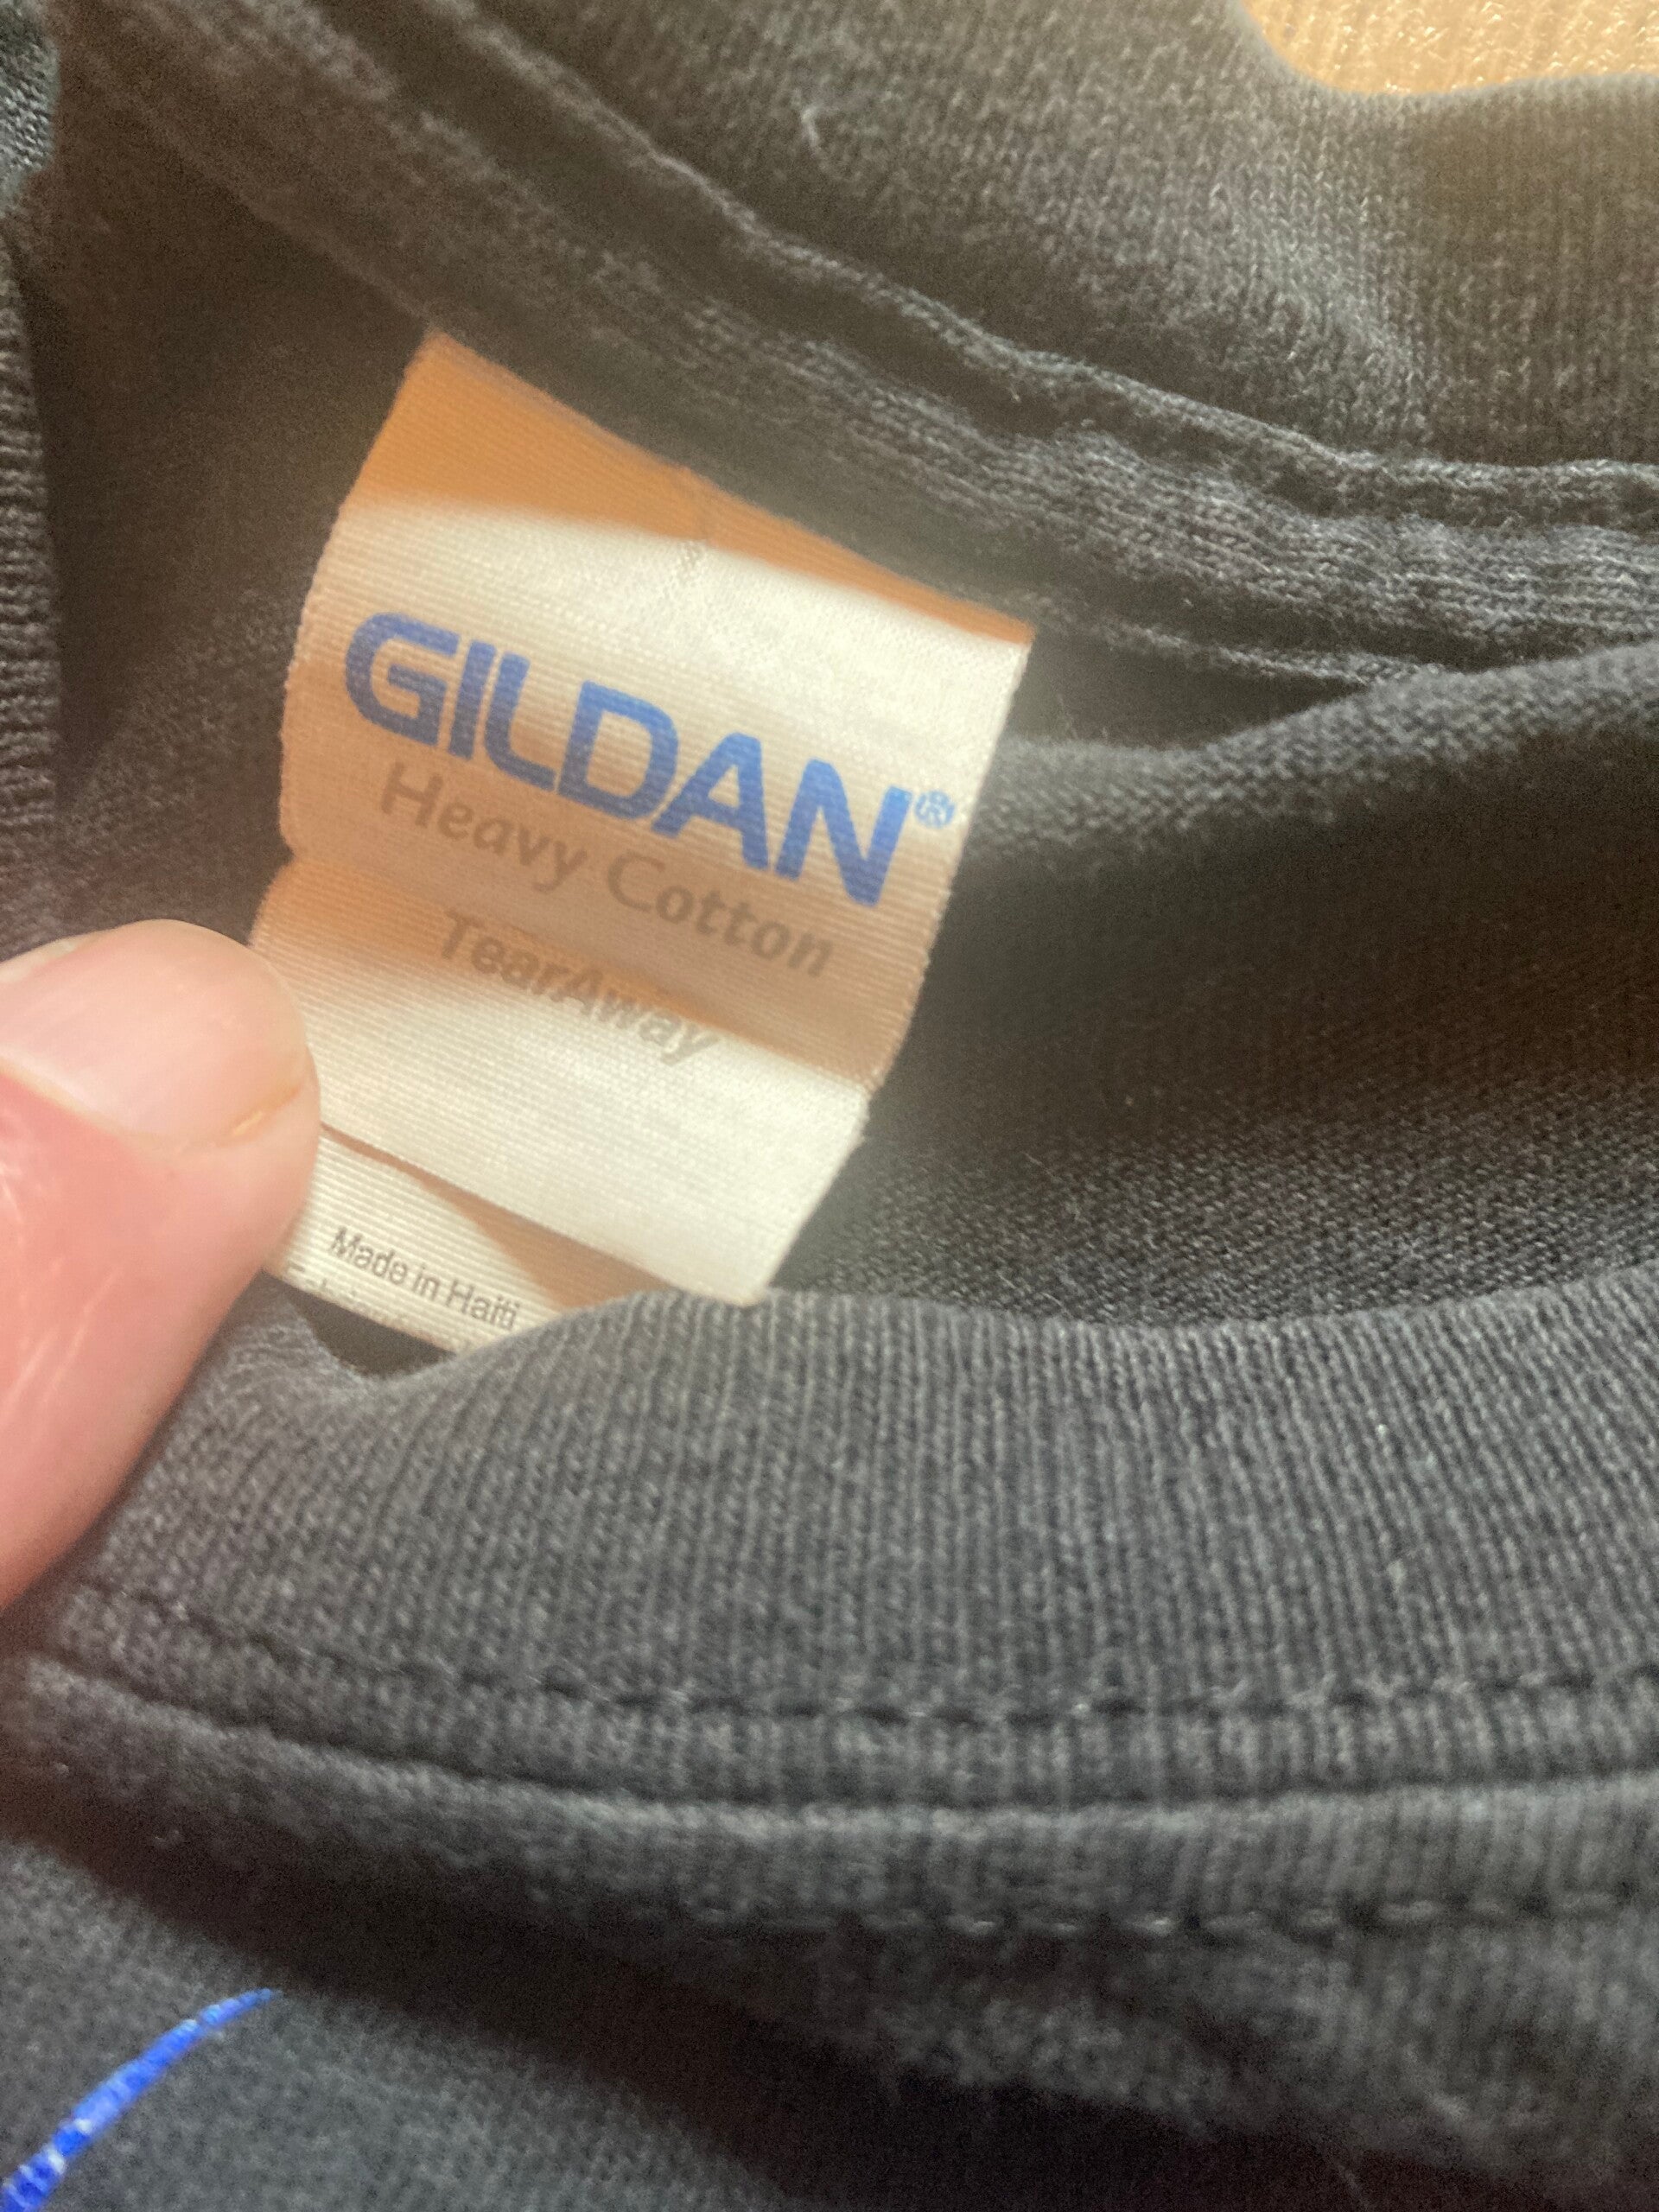 GILDAN®
Heavy Cotton
TearAway
Made in Haiti